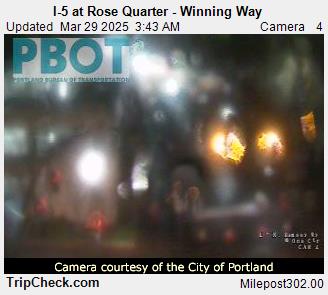 I-5 at Rose Quarter - Winning Way
Updated Mar 29 2025 3:43 AM Camera 4
PBOT
PORTLAND BUREAU OF TRANSPORTATION
Camera courtesy of the City of Portland
TripCheck.com Milepost302.00